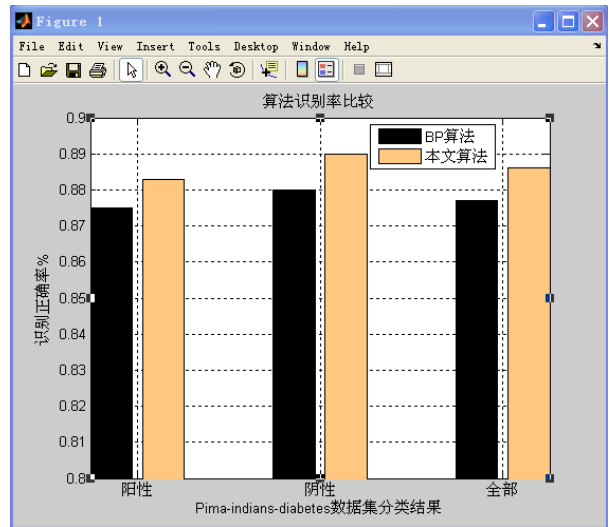 Figure 1
File Edit View Insert Tools Desktop Window Help
算法识别率比较
BP算法
本文算法
0.9
0.89
0.88
0.87
0.86
0.85
0.84
0.83
0.82
0.81
0.8
识别正确率%
阳性 阴性 全部
Pima-indians-diabetes数据集分类结果